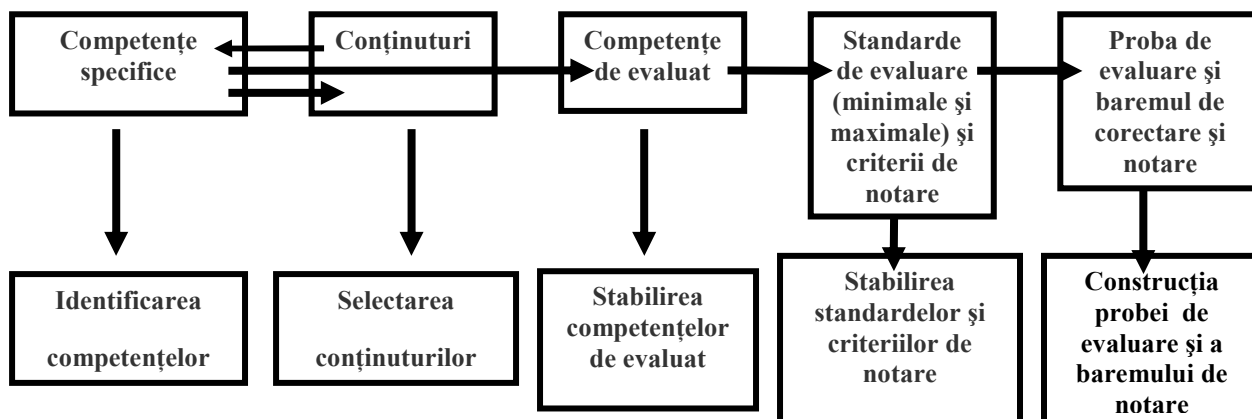 Competențe
specifice
Conținuturi
Competențe
de evaluat
Standarde
de evaluare
(minimale şi
maximale) şi
criterii de
notare
Proba de
evaluare şi
baremul de
corectare şi
notare
Identificarea
competențelor
Selectarea
conținuturilor
Stabilirea
competențelor
de evaluat
Stabilirea
standardelor şi
criteriilor de
notare
Construcția
probei de
evaluare şi a
baremului de
notare